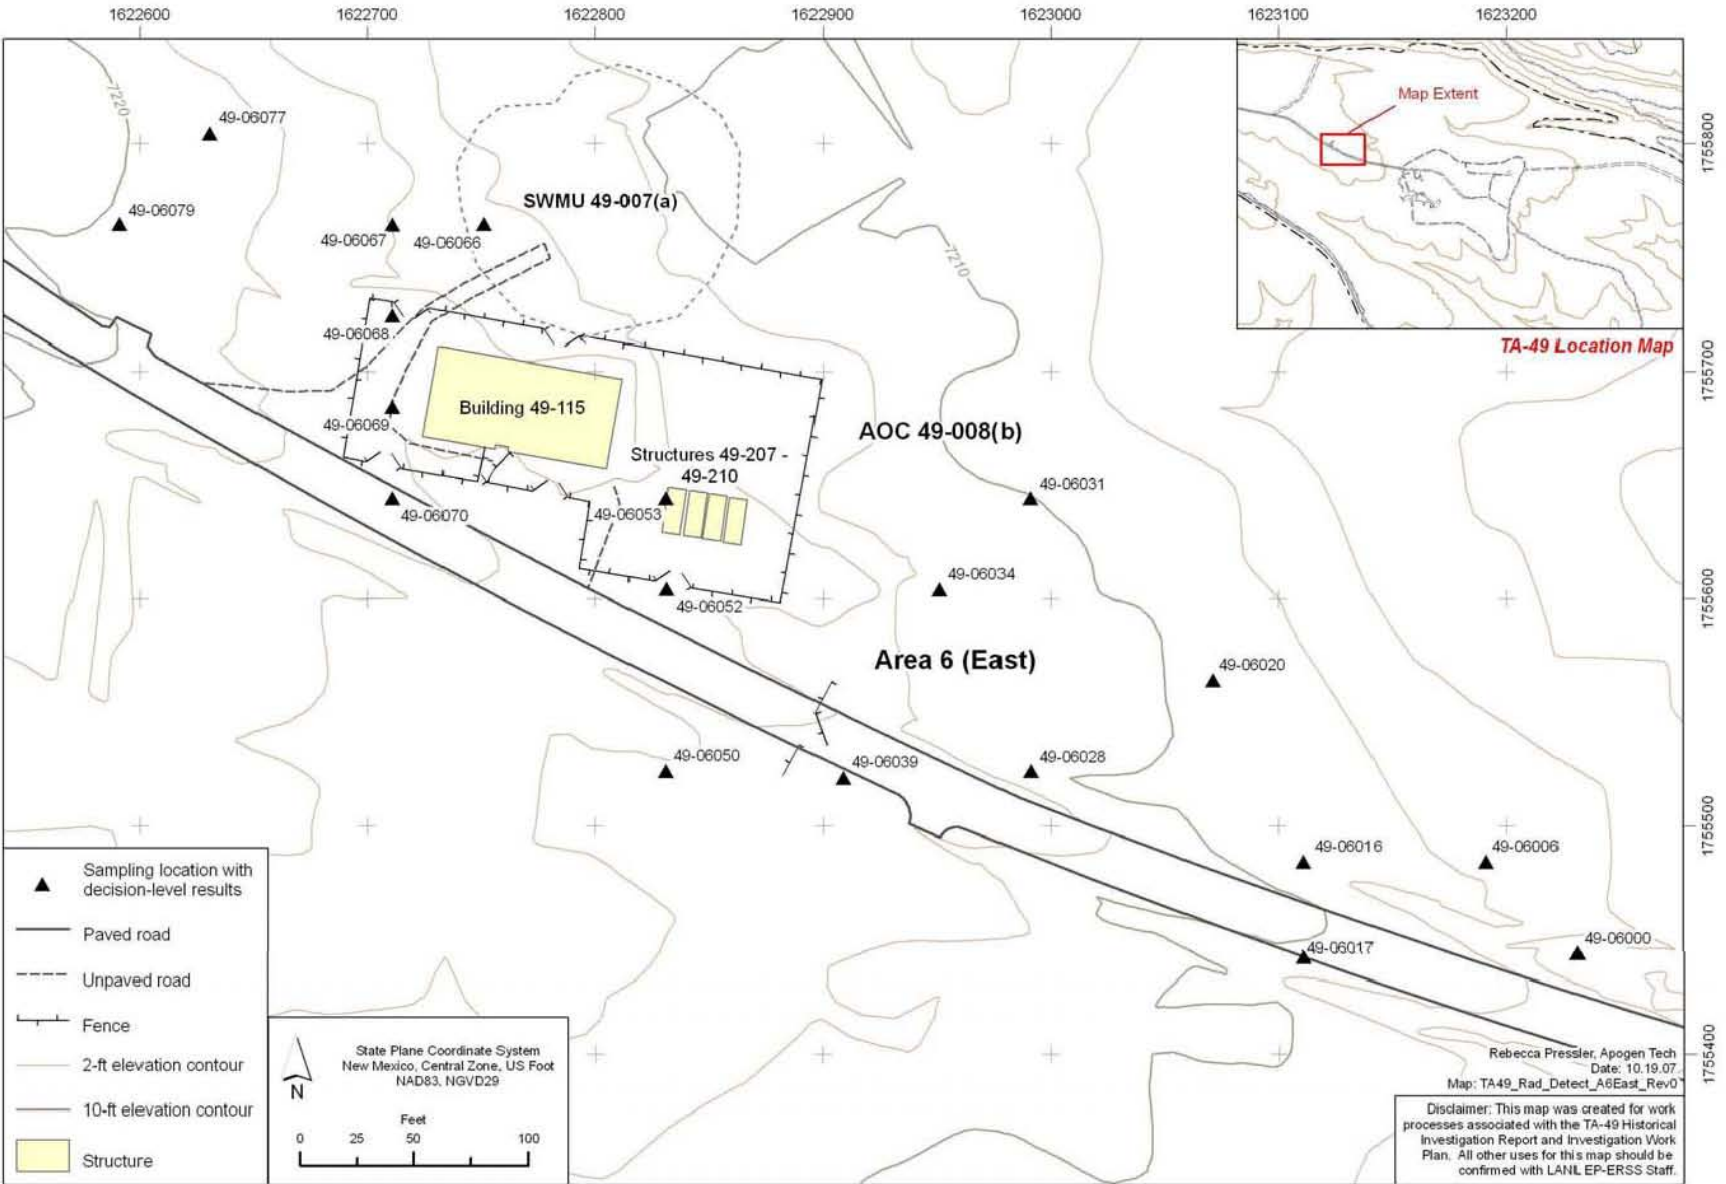 1622600
1622700
1622800
1622900
1623000
1623100
1623200
7220
49-06077
Map Extent
1755800
49-06079
SWMU 49-007(a)
49-06067
49-06066
7210
49-06068
TA-49 Location Map
1755700
Building 49-115
49-06069
AOC 49-008(b)
Structures 49-207 -
49-210
49-06031
49-06070
49-06053
49-06034
49-06052
1755600
Area 6 (East)
49-06020
49-06050
49-06039
49-06028
1755500
49-06016
49-06006
49-06017
49-06000
1755400
Sampling location with
decision-level results
Paved road
Unpaved road
Fence
2-ft elevation contour
10-ft elevation contour
Structure
N
State Plane Coordinate System
New Mexico, Central Zone, US Foot
NAD83, NGVD29
Feet
0 25 50 100
Rebecca Pressler, Apogen Tech
Date: 10.19.07
Map: TA49_Rad_Detect_A6East_Rev0
Disclaimer: This map was created for work
processes associated with the TA-49 Historical
Investigation Report and Investigation Work
Plan. All other uses for this map should be
confirmed with LANL EP-ERSS Staff.